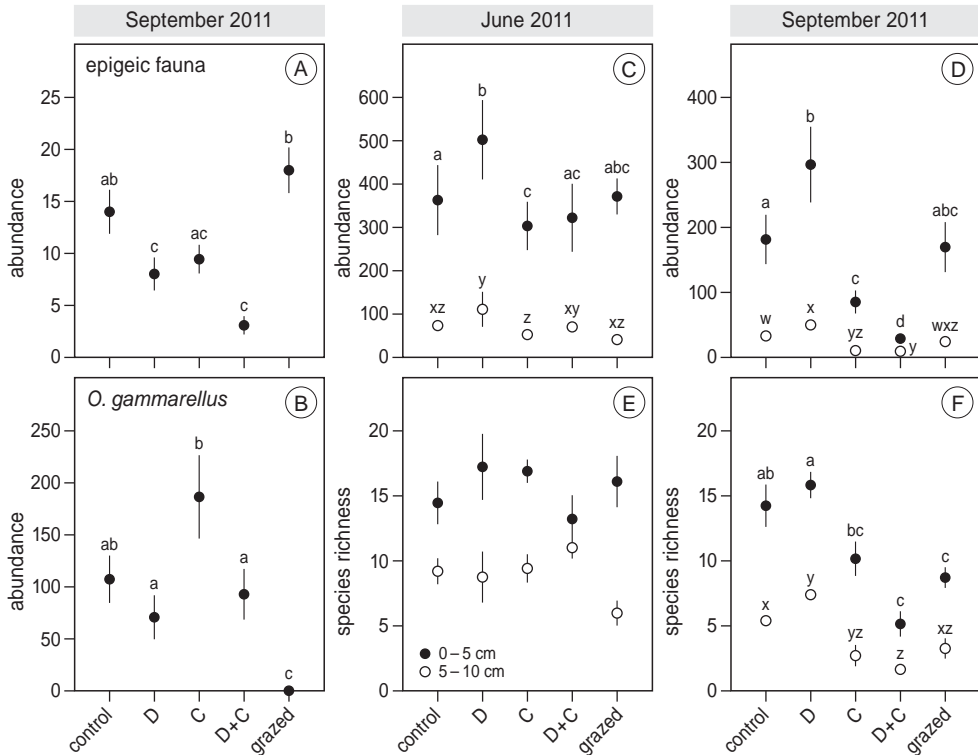 September 2011
June 2011
September 2011
epigeic fauna
A
25
20
15
10
5
0
abundance
ab
c
ac
c
b
C
600
500
400
300
200
100
0
abundance
a
b
c
ac
abc
xz
y
z
xy
xz
D
400
300
200
100
0
abundance
a
b
c
d
abc
w
x
yz
y
wxz
O. gammarellus
B
250
200
150
100
50
0
abundance
ab
a
b
a
c
control
D
C
D+C
grazed
E
20
15
10
5
0
species richness
0–5 cm
5–10 cm
control
D
C
D+C
grazed
F
20
15
10
5
0
species richness
ab
a
bc
c
c
x
y
yz
z
xz
control
D
C
D+C
grazed